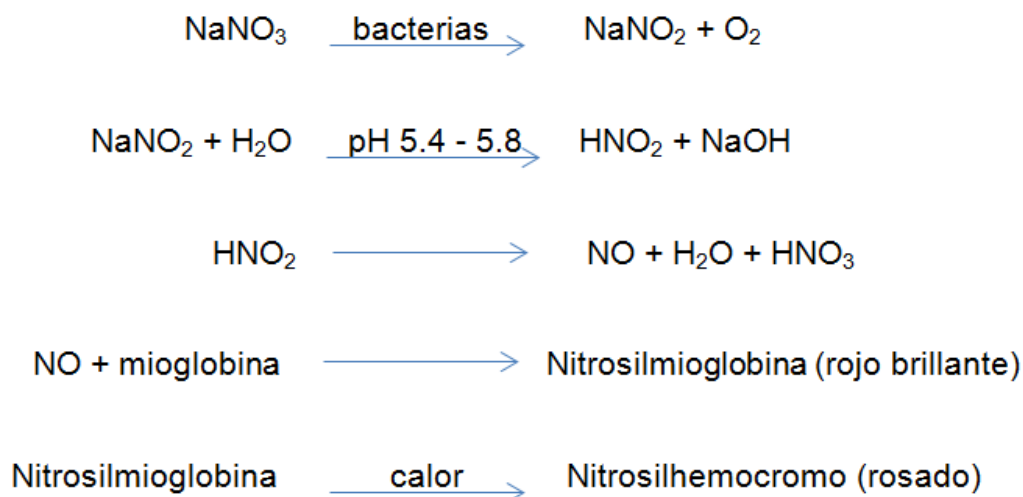 NaNO₃ bacterias NaNO₂ + O₂
NaNO₂ + H₂O pH 5.4 - 5.8 HNO₂ + NaOH
HNO₂ NO + H₂O + HNO₃
NO + mioglobina Nitrosilmioglobina (rojo brillante)
Nitrosilmioglobina calor Nitrosilhemocromo (rosado)